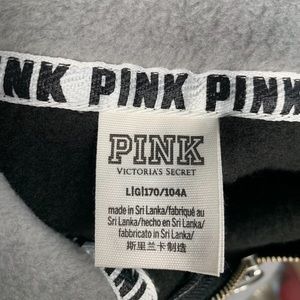 INK PINK PINK
PINK
VICTORIA'S SECRET
L|G|170/104A
made in Sri Lanka/fabriqué au
Sri Lanka/hecho en Sri Lanka/
fabbricato in Sri Lanka
斯里兰卡制造